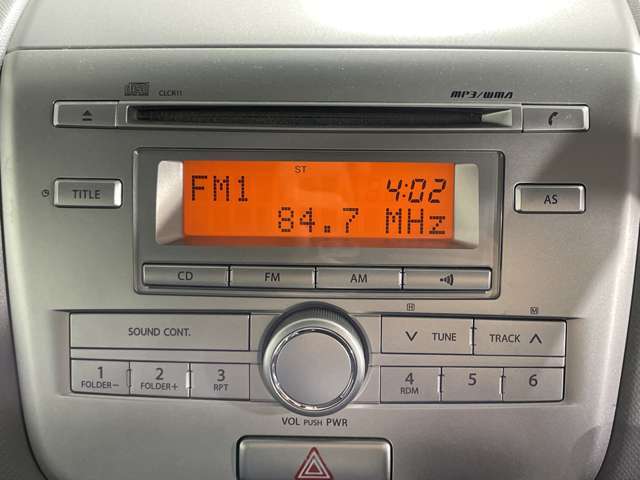 CLCK11
MP3/WMA
TITLE
ST
FM1 4:02
84.7 MHz
AS
CD FM AM
SOUND CONT.
H M
TUNE TRACK
1 2 3 4 5 6
FOLDER− FOLDER+ RPT RDM
VOL PUSH PWR